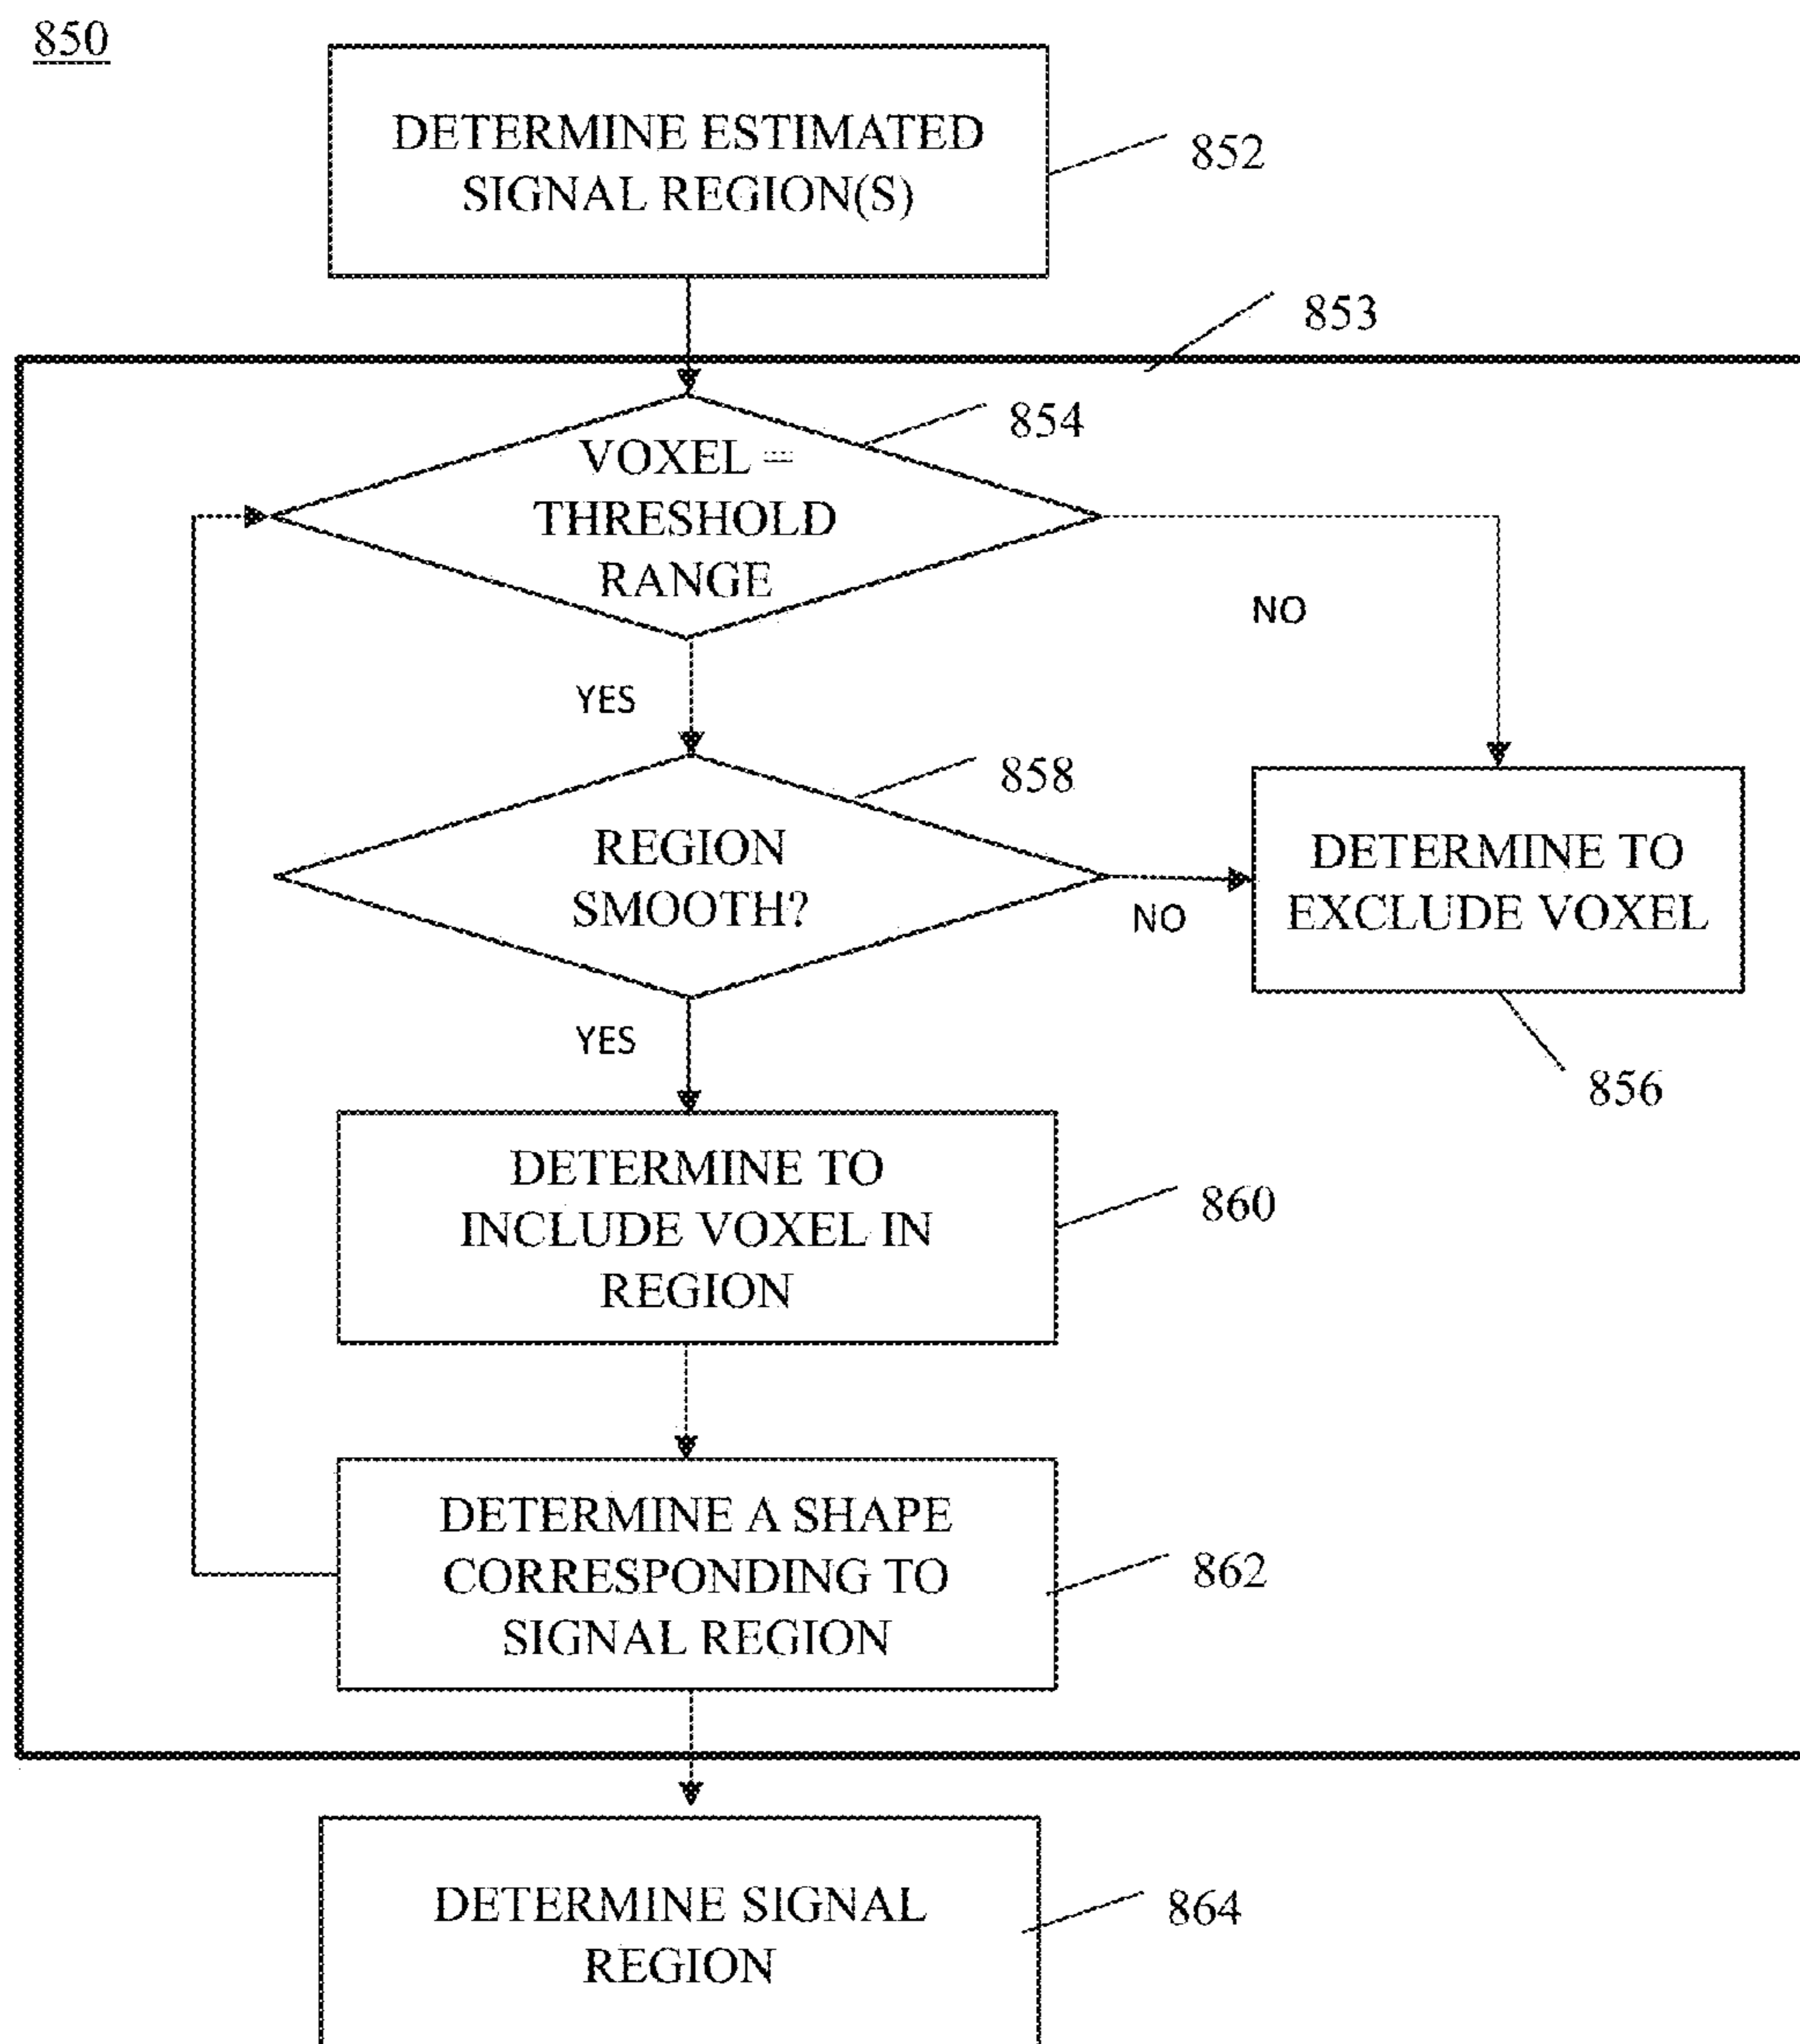 850
DETERMINE ESTIMATED
SIGNAL REGION(S)
852
853
854
VOXEL =
THRESHOLD
RANGE
NO
YES
858
REGION
SMOOTH?
NO
DETERMINE TO
EXCLUDE VOXEL
YES
856
DETERMINE TO
INCLUDE VOXEL IN
REGION
860
DETERMINE A SHAPE
CORRESPONDING TO
SIGNAL REGION
862
DETERMINE SIGNAL
REGION
864